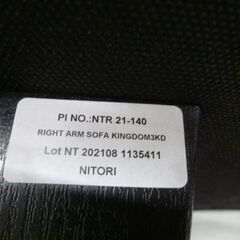 PI NO.:NTR 21-140
RIGHT ARM SOFA KINGDOM3KD
Lot NT 202108 1135411
NITORI